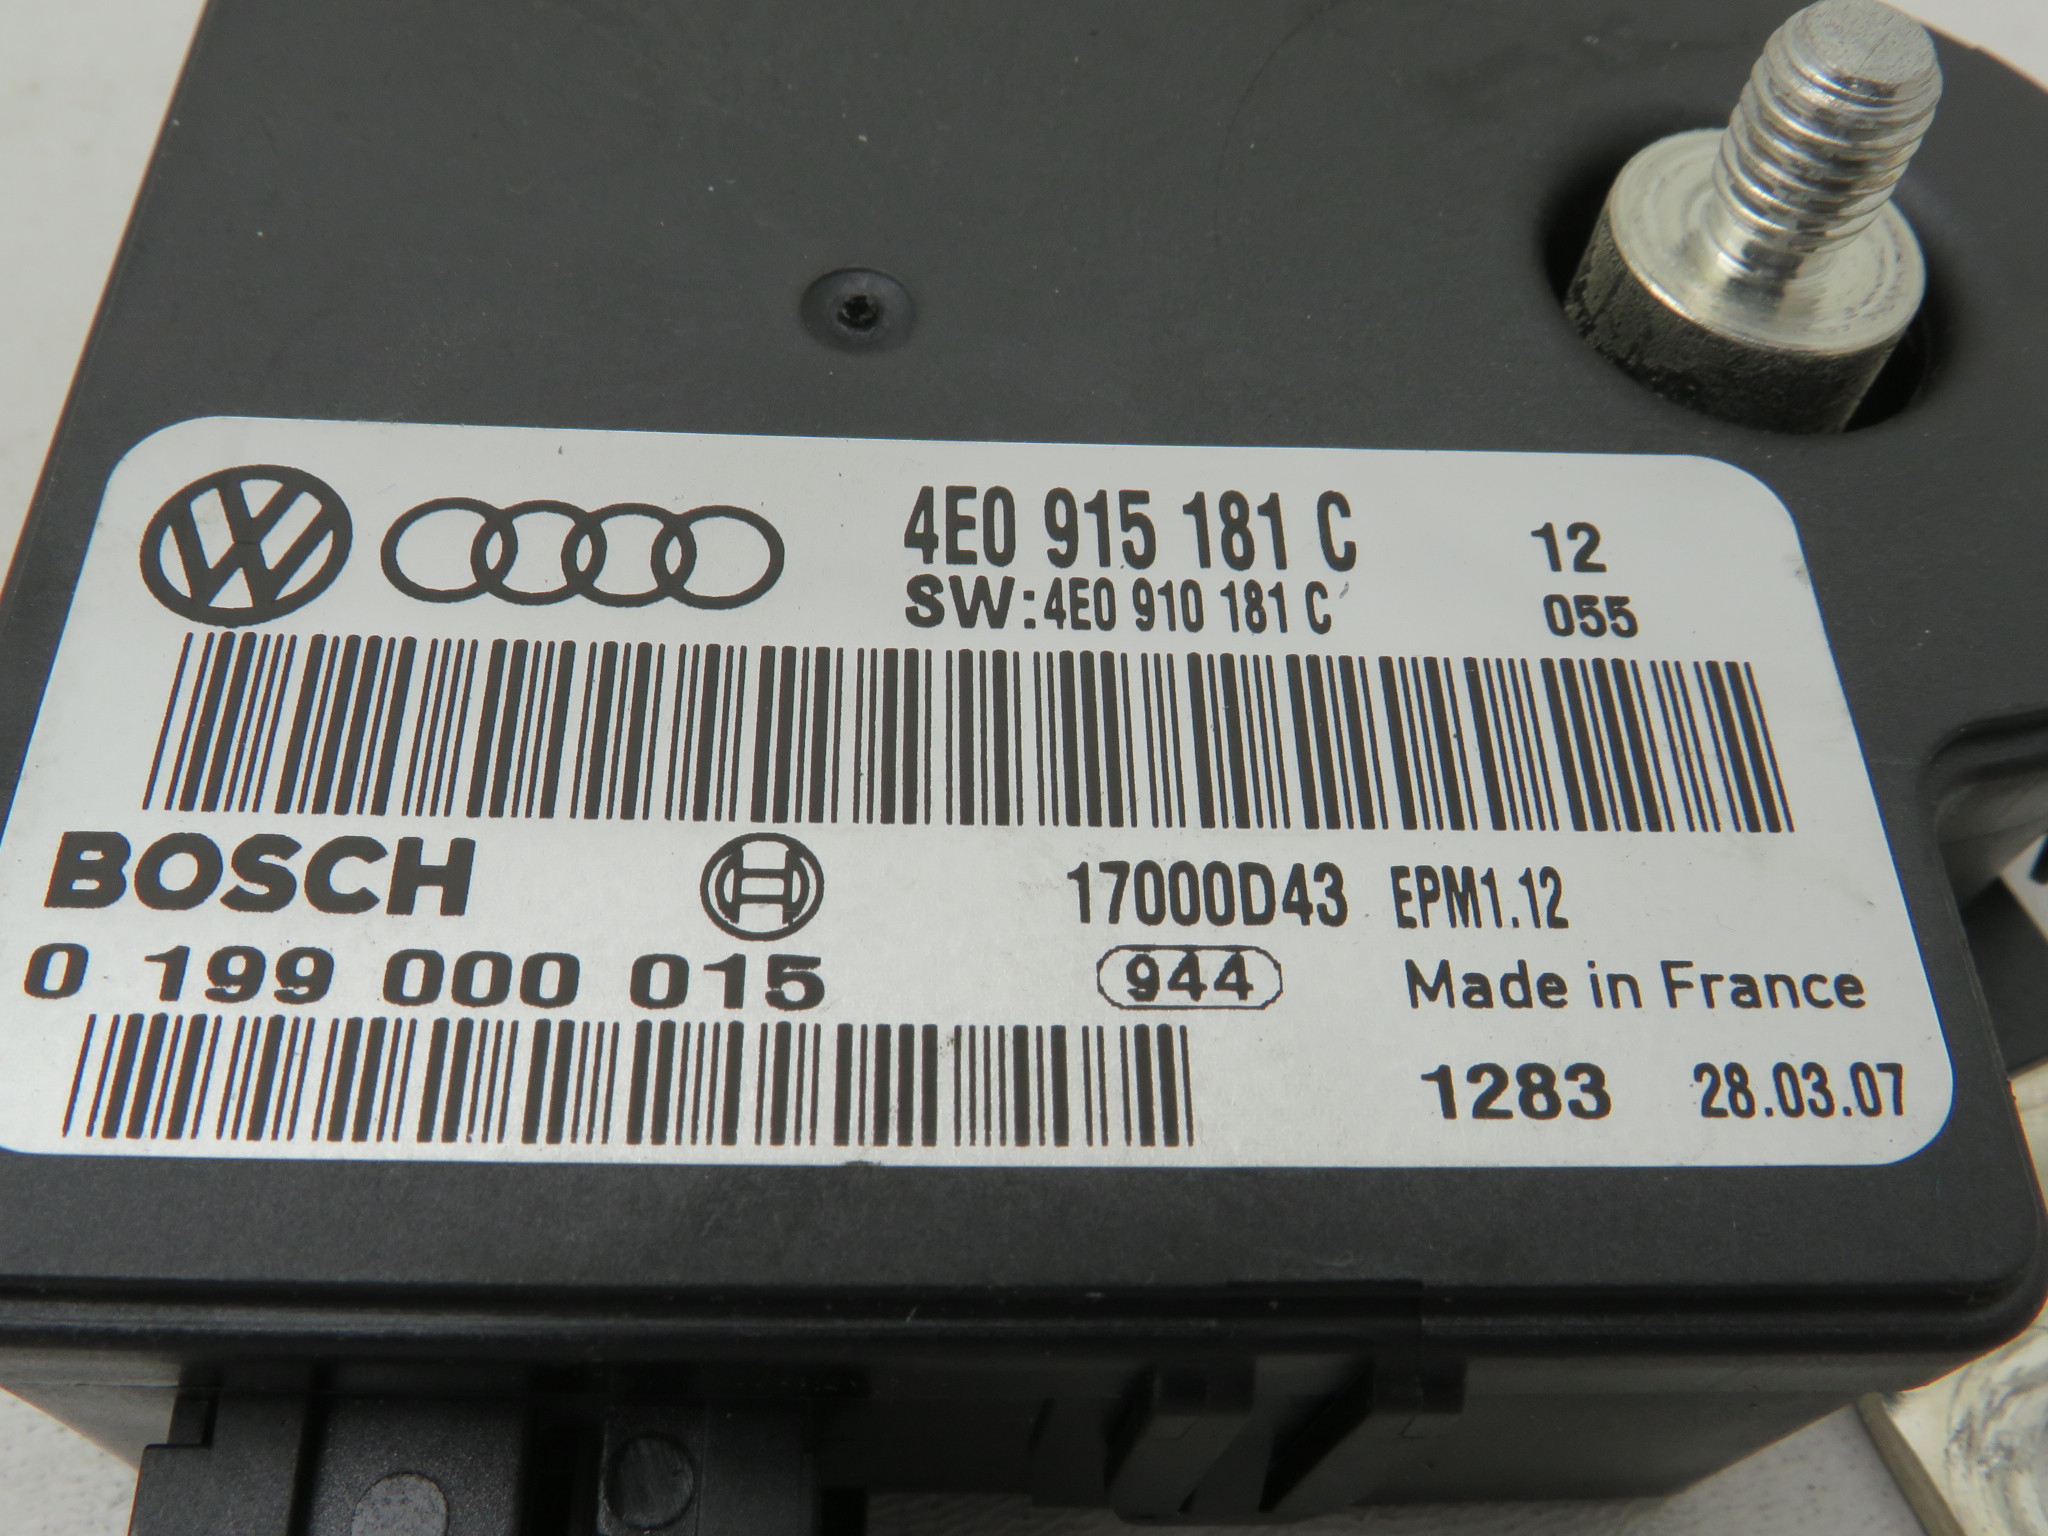 4E0 915 181 C 12
SW:4E0 910 181 C 055
BOSCH 17000D43 EPM1.12
0 199 000 015 944 Made in France
1283 28.03.07